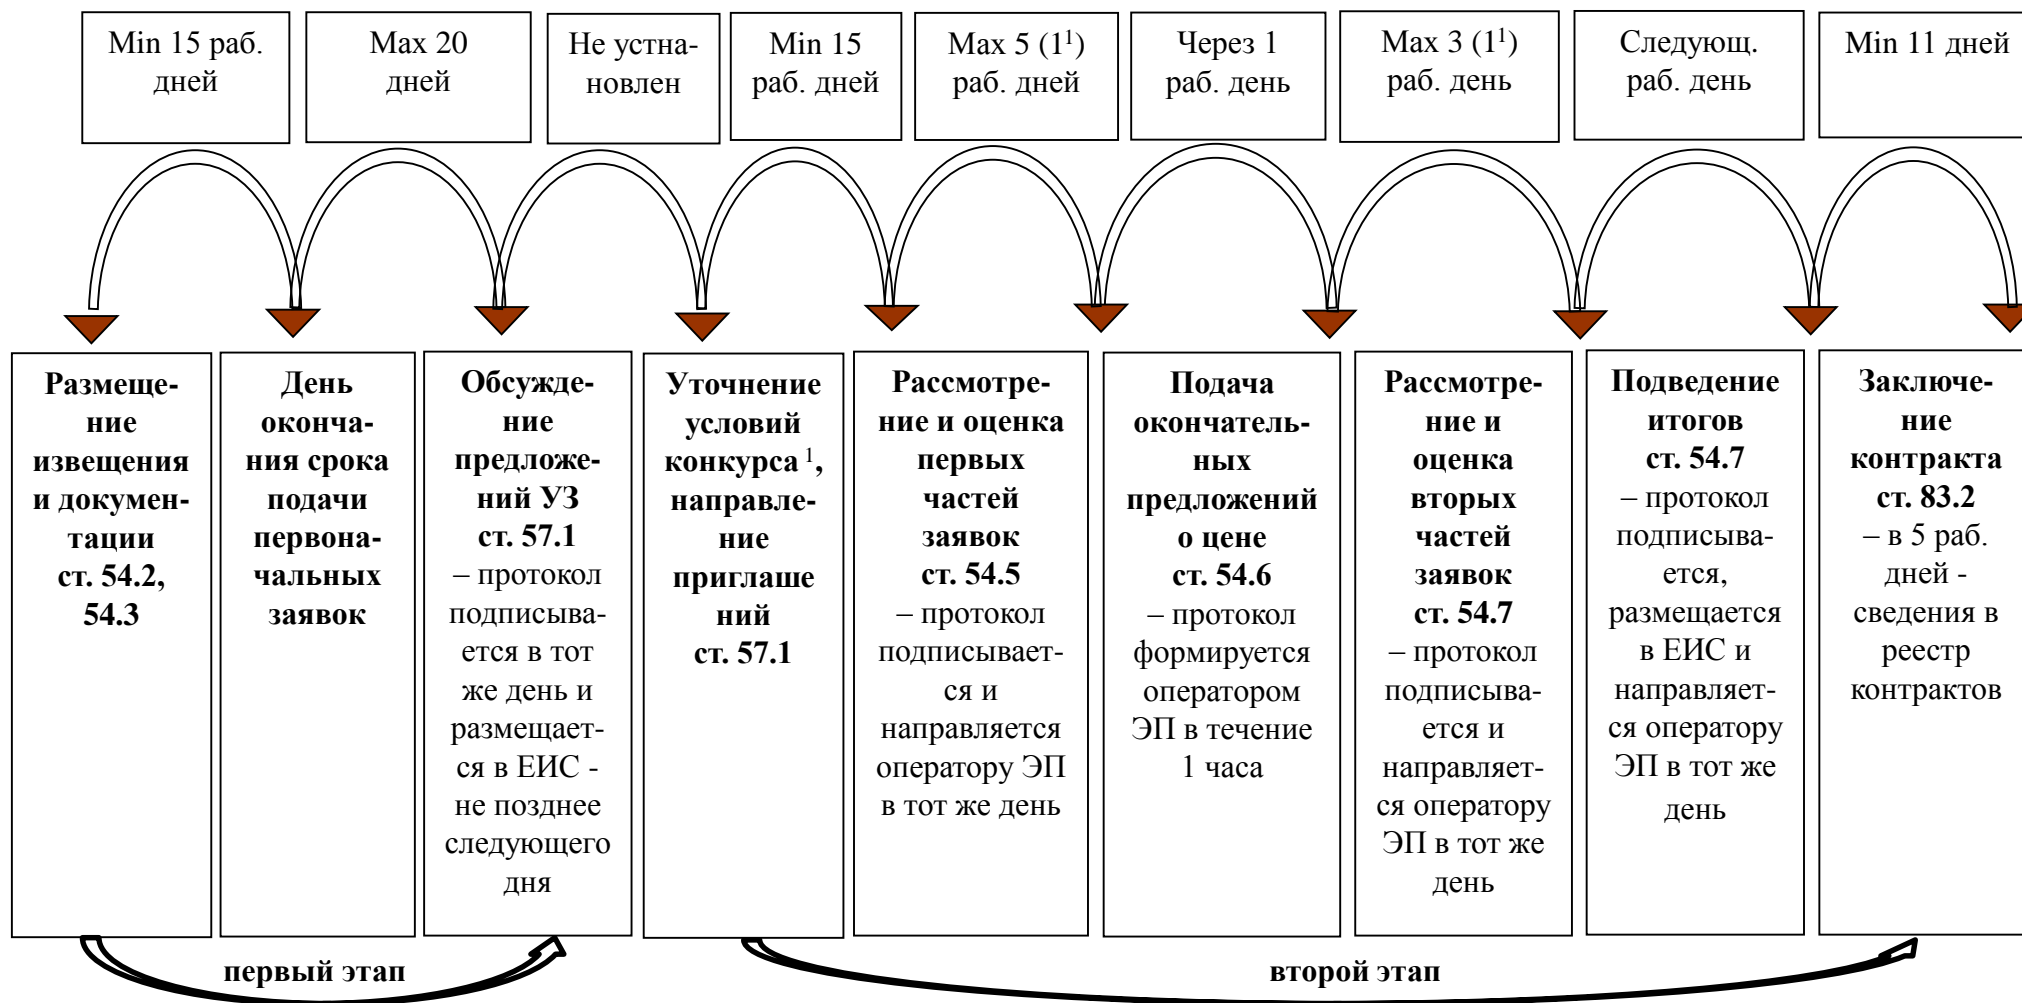 Min 15 раб.
дней
Max 20
дней
Не устна-
новлен
Min 15
раб. дней
Max 5 (1¹)
раб. дней
Через 1
раб. день
Max 3 (1¹)
раб. день
Следующ.
раб. день
Min 11 дней
Размеще-
ние
извещения
и докумен-
тации
ст. 54.2,
54.3
День
оконча-
ния срока
подачи
первона-
чальных
заявок
Обсужде-
ние
предложе-
ний УЗ
ст. 57.1
– протокол
подписыва-
ется в тот
же день и
размещает-
ся в ЕИС -
не позднее
следующего
дня
Уточнение
условий
конкурса ¹,
направле-
ние
приглаше
ний
ст. 57.1
Рассмотре-
ние и оценка
первых
частей
заявок
ст. 54.5
– протокол
подписывает-
ся и
направляется
оператору ЭП
в тот же день
Подача
окончатель-
ных
предложений
о цене
ст. 54.6
– протокол
формируется
оператором
ЭП в течение
1 часа
Рассмотре-
ние и
оценка
вторых
частей
заявок
ст. 54.7
– протокол
подписыва-
ется и
направляет-
ся оператору
ЭП в тот же
день
Подведение
итогов
ст. 54.7
– протокол
подписыва-
ется,
размещается
в ЕИС и
направляет-
ся оператору
ЭП в тот же
день
Заключе-
ние
контракта
ст. 83.2
– в 5 раб.
дней -
сведения в
реестр
контрактов
первый этап
второй этап